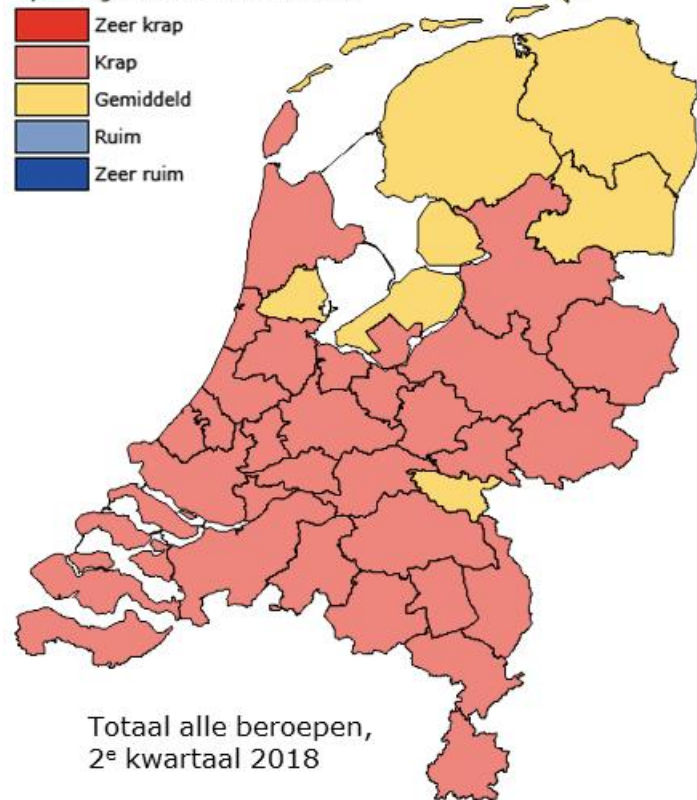 Zeer krap
Krap
Gemiddeld
Ruim
Zeer ruim
Totaal alle beroepen,
2ᵉ kwartaal 2018